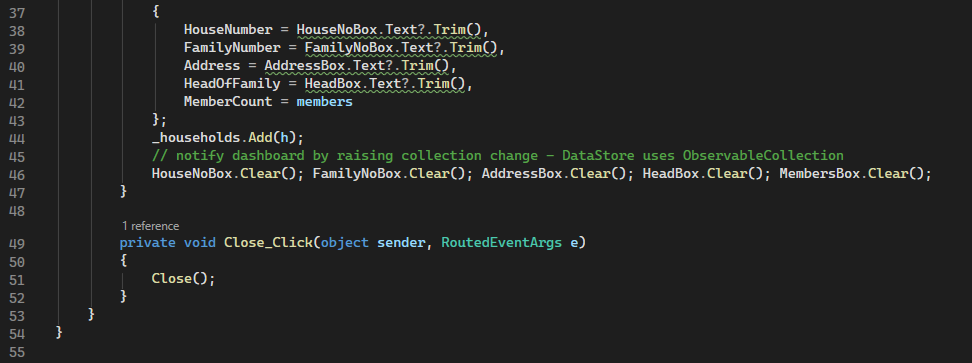 37 {
38 HouseNumber = HouseNoBox.Text?.Trim(),
39 FamilyNumber = FamilyNoBox.Text?.Trim(),
40 Address = AddressBox.Text?.Trim(),
41 HeadOfFamily = HeadBox.Text?.Trim(),
42 MemberCount = members
43 };
44 _households.Add(h);
45 // notify dashboard by raising collection change – DataStore uses ObservableCollection
46 HouseNoBox.Clear(); FamilyNoBox.Clear(); AddressBox.Clear(); HeadBox.Clear(); MembersBox.Clear();
47 }
48
1 reference
49 private void Close_Click(object sender, RoutedEventArgs e)
50 {
51 Close();
52 }
53 }
54 }
55